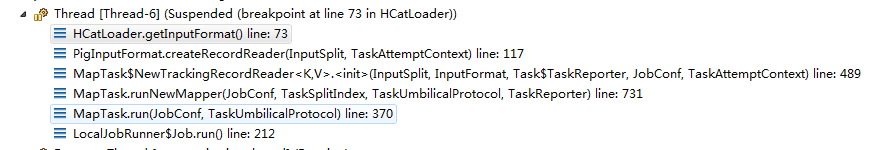 Thread [Thread-6] (Suspended (breakpoint at line 73 in HCatLoader))
HCatLoader.getInputFormat() line: 73
PigInputFormat.createRecordReader(InputSplit, TaskAttemptContext) line: 117
MapTask$NewTrackingRecordReader<K,V>.<init>(InputSplit, InputFormat, Task$TaskReporter, JobConf, TaskAttemptContext) line: 489
MapTask.runNewMapper(JobConf, TaskSplitIndex, TaskUmbilicalProtocol, TaskReporter) line: 731
MapTask.run(JobConf, TaskUmbilicalProtocol) line: 370
LocalJobRunner$Job.run() line: 212